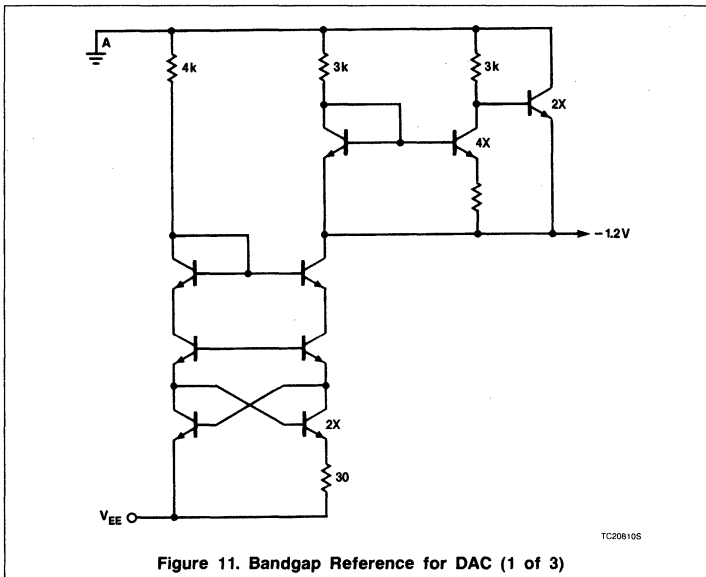 A
4k
3k
3k
2X
4X
−1.2V
2X
30
VEE
TC20810S
Figure 11. Bandgap Reference for DAC (1 of 3)